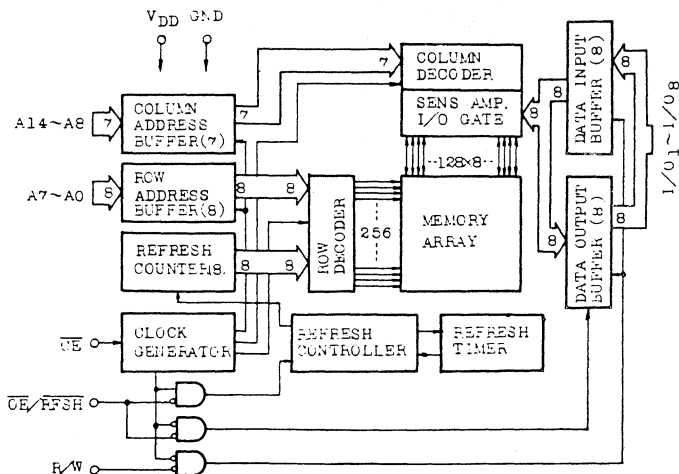 VDD GND
COLUMN
DECODER
SENS AMP.
I/O GATE
7
8
DATA INPUT
BUFFER (8)
8
I/O1~I/O8
A14~A8
7
COLUMN
ADDRESS
BUFFER(7)
7
8
--128×8--
A7~A0
8
ROW
ADDRESS
BUFFER(8)
8
8
ROW
DECODER
256
MEMORY
ARRAY
8
DATA OUTPUT
BUFFER (8)
8
REFRESH
COUNTER(8.
8
8
CE
CLOCK
GENERATOR
REFRESH
CONTROLLER
REFRESH
TIMER
OE/RFSH
R/W